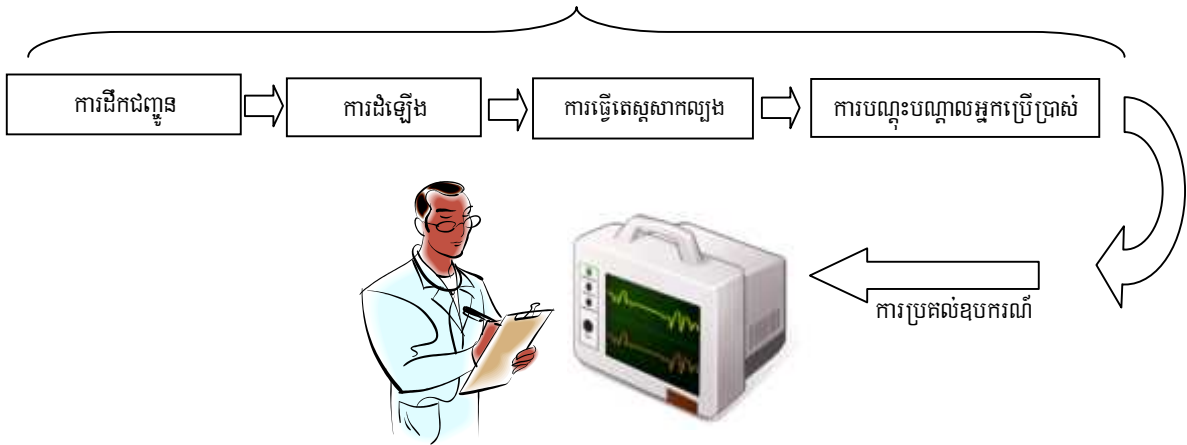 ការដឹកជញ្ជូន
ការដំឡើង
ការធ្វើតេស្តសាកល្បង
ការបណ្តុះបណ្តាលអ្នកប្រើប្រាស់
ការប្រគល់ឧបករណ៍